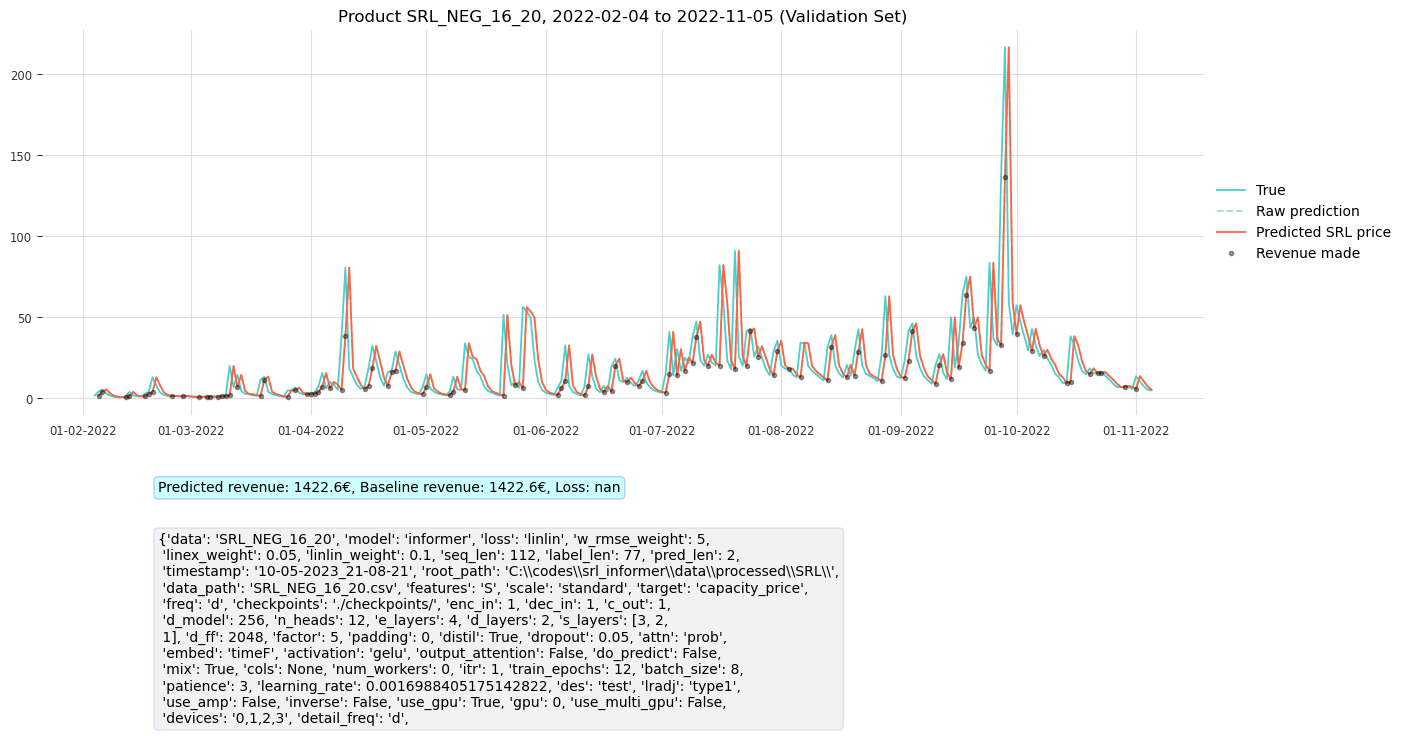 Product SRL_NEG_16_20, 2022-02-04 to 2022-11-05 (Validation Set)
200
150
100
50
0
01-02-2022 01-03-2022 01-04-2022 01-05-2022 01-06-2022 01-07-2022 01-08-2022 01-09-2022 01-10-2022 01-11-2022
True
Raw prediction
Predicted SRL price
Revenue made
Predicted revenue: 1422.6€, Baseline revenue: 1422.6€, Loss: nan
{'data': 'SRL_NEG_16_20', 'model': 'informer', 'loss': 'linlin', 'w_rmse_weight': 5,
'linex_weight': 0.05, 'linlin_weight': 0.1, 'seq_len': 112, 'label_len': 77, 'pred_len': 2,
'timestamp': '10-05-2023_21-08-21', 'root_path': 'C:\\codes\\srl_informer\\data\\processed\\SRL\\',
'data_path': 'SRL_NEG_16_20.csv', 'features': 'S', 'scale': 'standard', 'target': 'capacity_price',
'freq': 'd', 'checkpoints': './checkpoints/', 'enc_in': 1, 'dec_in': 1, 'c_out': 1,
'd_model': 256, 'n_heads': 12, 'e_layers': 4, 'd_layers': 2, 's_layers': [3, 2,
1], 'd_ff': 2048, 'factor': 5, 'padding': 0, 'distil': True, 'dropout': 0.05, 'attn': 'prob',
'embed': 'timeF', 'activation': 'gelu', 'output_attention': False, 'do_predict': False,
'mix': True, 'cols': None, 'num_workers': 0, 'itr': 1, 'train_epochs': 12, 'batch_size': 8,
'patience': 3, 'learning_rate': 0.0016988405175142822, 'des': 'test', 'lradj': 'type1',
'use_amp': False, 'inverse': False, 'use_gpu': True, 'gpu': 0, 'use_multi_gpu': False,
'devices': '0,1,2,3', 'detail_freq': 'd',